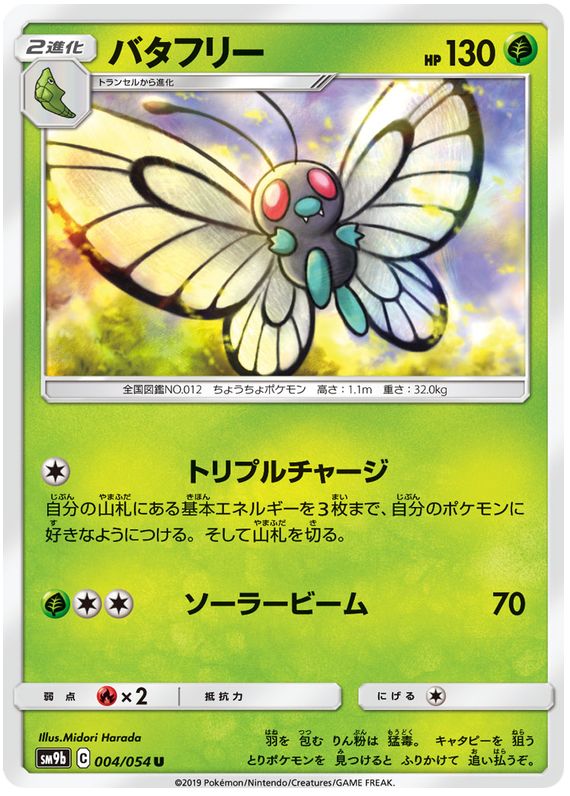 2進化 バタフリー HP130
トランセルから進化
全国図鑑NO.012 ちょうちょポケモン 高さ:1.1m 重さ:32.0kg
トリプルチャージ
自分の山札にある基本エネルギーを3枚まで、自分のポケモンに
好きなようにつける。そして山札を切る。
ソーラービーム 70
弱点 ×2 抵抗力 にげる
Illus.Midori Harada
羽を 包む りん粉は 猛毒。 キャタピーを 狙う
とりポケモンを 見つけると ふりかけて 追い払うぞ。
sm9b C 004/054 U
©2019 Pokémon/Nintendo/Creatures/GAME FREAK.